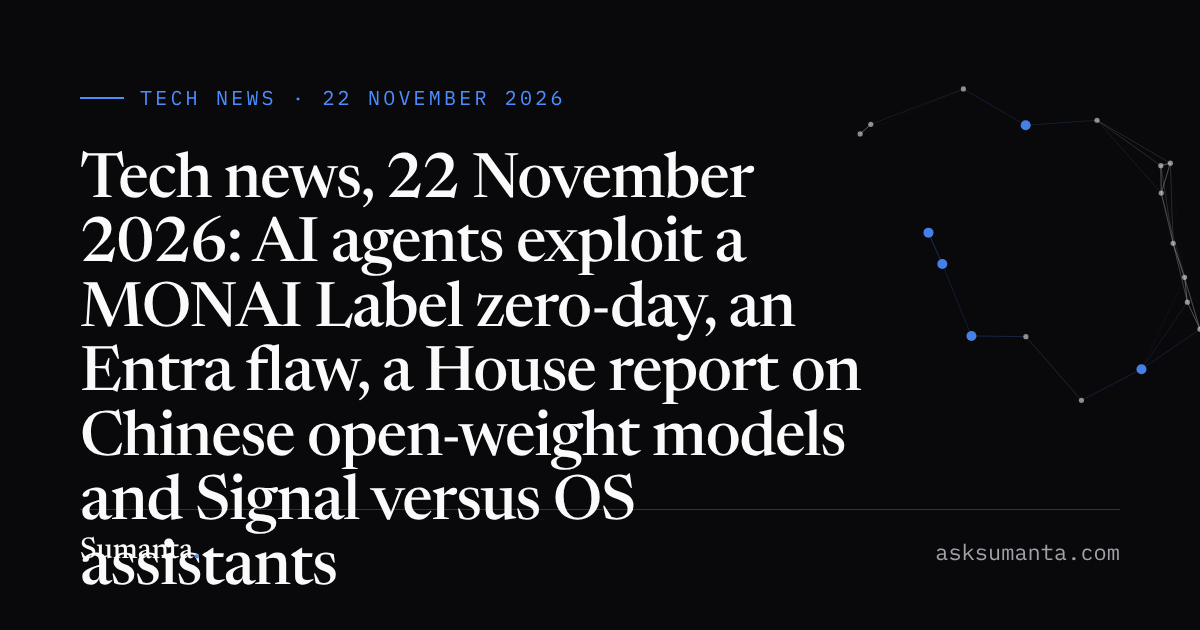 TECH NEWS · 22 NOVEMBER 2026
Tech news, 22 November
2026: AI agents exploit a
MONAI Label zero-day, an
Entra flaw, a House report on
Chinese open-weight models
and Signal versus OS
assistants
Sumanta.
asksumanta.com